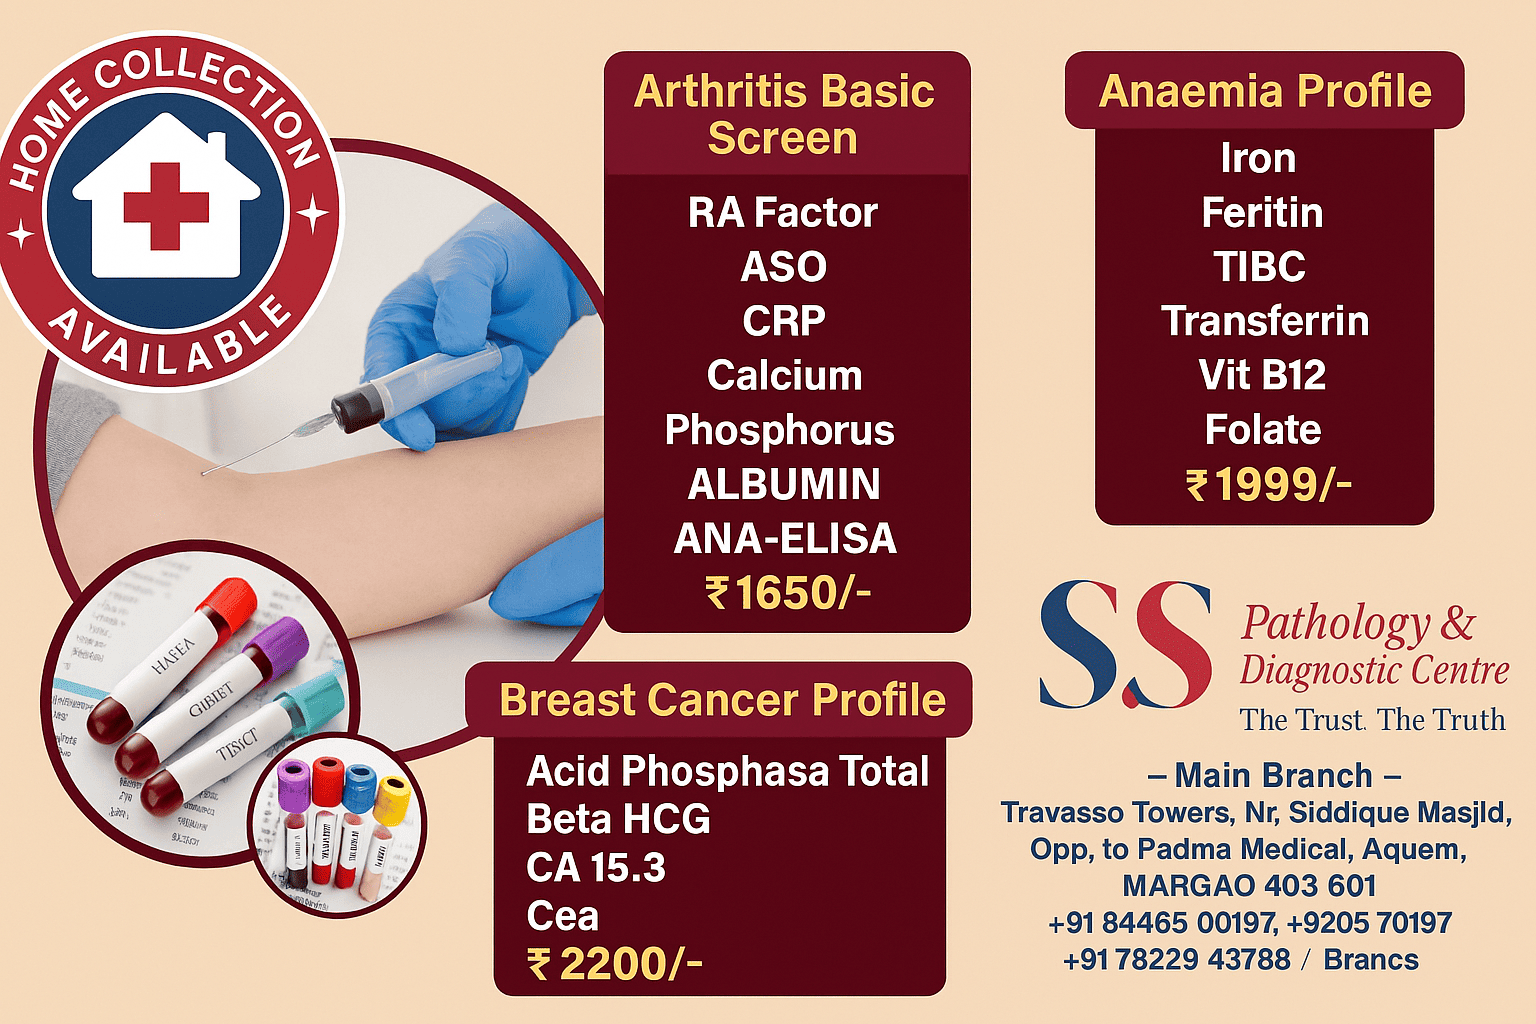 HOME COLLECTION
AVAILABLE
Arthritis Basic
Screen
RA Factor
ASO
CRP
Calcium
Phosphorus
ALBUMIN
ANA-ELISA
₹1650/-
Anaemia Profile
Iron
Feritin
TIBC
Transferrin
Vit B12
Folate
₹1999/-
Breast Cancer Profile
Acid Phosphasa Total
Beta HCG
CA 15.3
Cea
₹ 2200/-
SS
Pathology &
Diagnostic Centre
The Trust. The Truth
– Main Branch –
Travasso Towers, Nr, Siddique Masjld,
Opp, to Padma Medical, Aquem,
MARGAO 403 601
+91 84465 00197, +9205 70197
+91 78229 43788 / Brancs